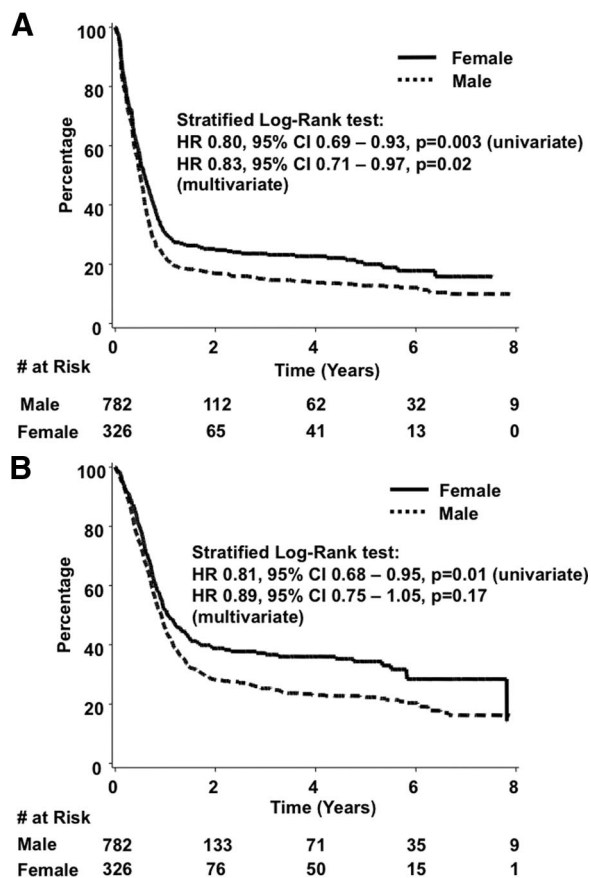 A
100
80
60
40
20
0
Percentage
Female
Male
Stratified Log-Rank test:
HR 0.80, 95% CI 0.69 – 0.93, p=0.003 (univariate)
HR 0.83, 95% CI 0.71 – 0.97, p=0.02
(multivariate)
0 2 4 6 8
Time (Years)
# at Risk
Male 782 112 62 32 9
Female 326 65 41 13 0
B
100
80
60
40
20
0
Percentage
Female
Male
Stratified Log-Rank test:
HR 0.81, 95% CI 0.68 – 0.95, p=0.01 (univariate)
HR 0.89, 95% CI 0.75 – 1.05, p=0.17
(multivariate)
0 2 4 6 8
Time (Years)
# at Risk
Male 782 133 71 35 9
Female 326 76 50 15 1